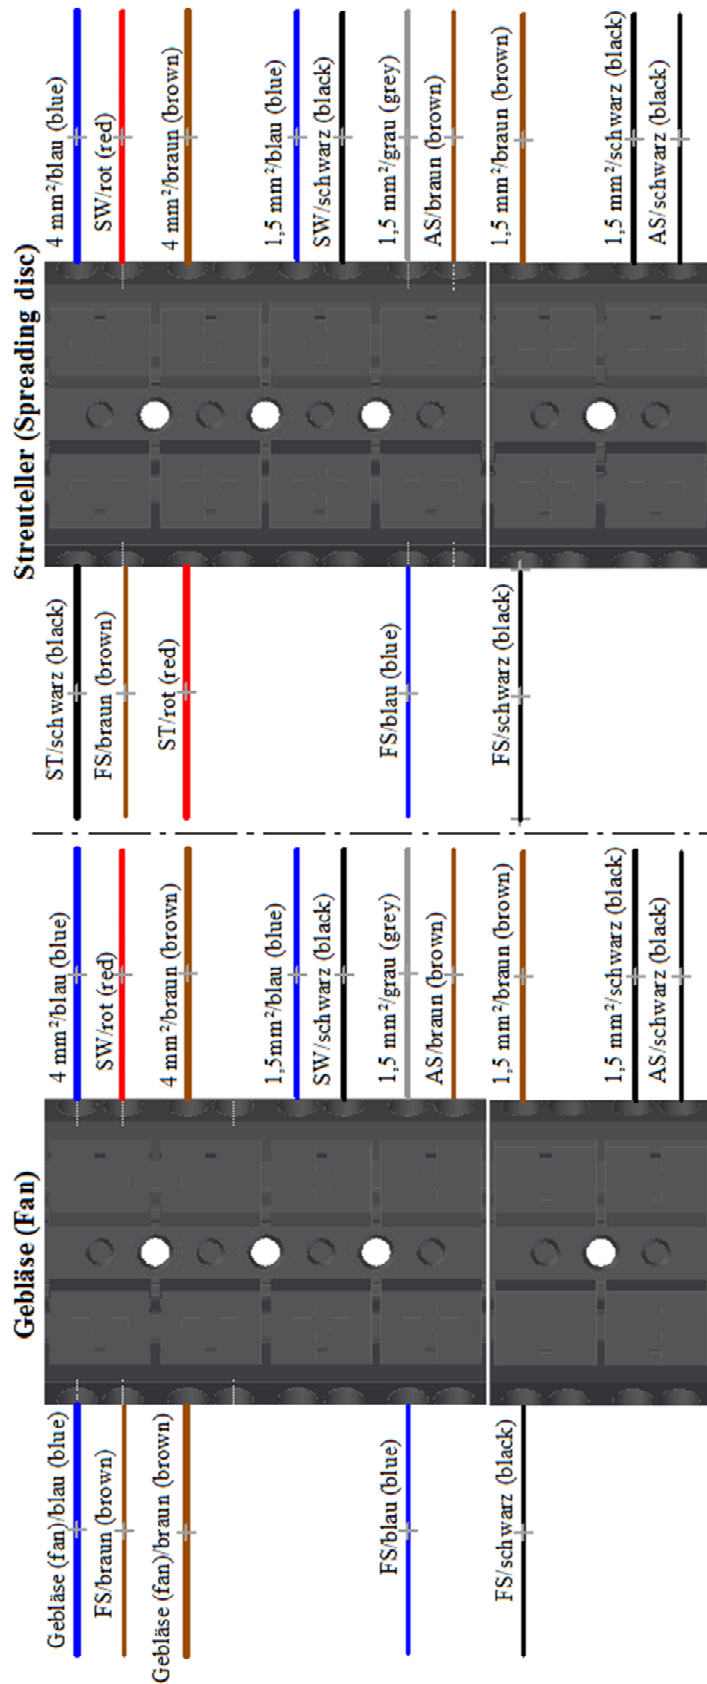 Streuteller (Spreading disc)
4 mm²/blau (blue)
SW/rot (red)
4 mm²/braun (brown)
1,5 mm²/blau (blue)
SW/schwarz (black)
1,5 mm²/grau (grey)
AS/braun (brown)
1,5 mm²/braun (brown)
1,5 mm²/schwarz (black)
AS/schwarz (black)
ST/schwarz (black)
FS/braun (brown)
ST/rot (red)
FS/blau (blue)
FS/schwarz (black)
Gebläse (Fan)
4 mm²/blau (blue)
SW/rot (red)
4 mm²/braun (brown)
1,5mm²/blau (blue)
SW/schwarz (black)
1,5 mm²/grau (grey)
AS/braun (brown)
1,5 mm²/braun (brown)
1,5 mm²/schwarz (black)
AS/schwarz (black)
Gebläse (fan)/blau (blue)
FS/braun (brown)
Gebläse (fan)/braun (brown)
FS/blau (blue)
FS/schwarz (black)